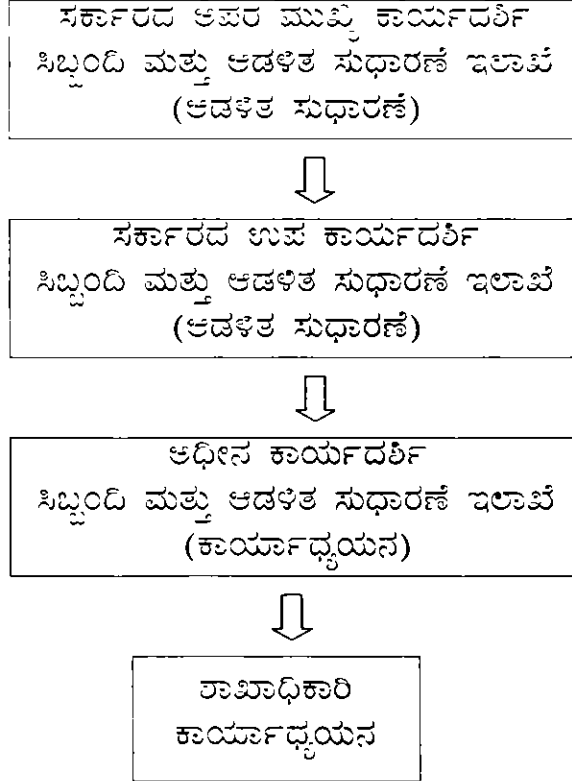 ಸರ್ಕಾರದ ಅಪರ ಮುಖ್ಯ ಕಾರ್ಯದರ್ಶಿ
ಸಿಬ್ಬಂದಿ ಮತ್ತು ಆಡಳಿತ ಸುಧಾರಣೆ ಇಲಾಖೆ
(ಆಡಳಿತ ಸುಧಾರಣೆ)
ಸರ್ಕಾರದ ಉಪ ಕಾರ್ಯದರ್ಶಿ
ಸಿಬ್ಬಂದಿ ಮತ್ತು ಆಡಳಿತ ಸುಧಾರಣೆ ಇಲಾಖೆ
(ಆಡಳಿತ ಸುಧಾರಣೆ)
ಅಧೀನ ಕಾರ್ಯದರ್ಶಿ
ಸಿಬ್ಬಂದಿ ಮತ್ತು ಆಡಳಿತ ಸುಧಾರಣೆ ಇಲಾಖೆ
(ಕಾರ್ಯಾಧ್ಯಯನ)
ಶಾಖಾಧಿಕಾರಿ
ಕಾರ್ಯಾಧ್ಯಯನ